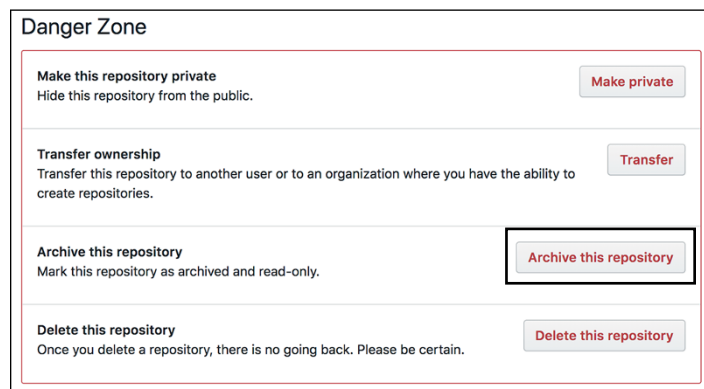 Danger Zone
Make this repository private
Hide this repository from the public.
Make private
Transfer ownership
Transfer this repository to another user or to an organization where you have the ability to
create repositories.
Transfer
Archive this repository
Mark this repository as archived and read-only.
Archive this repository
Delete this repository
Once you delete a repository, there is no going back. Please be certain.
Delete this repository